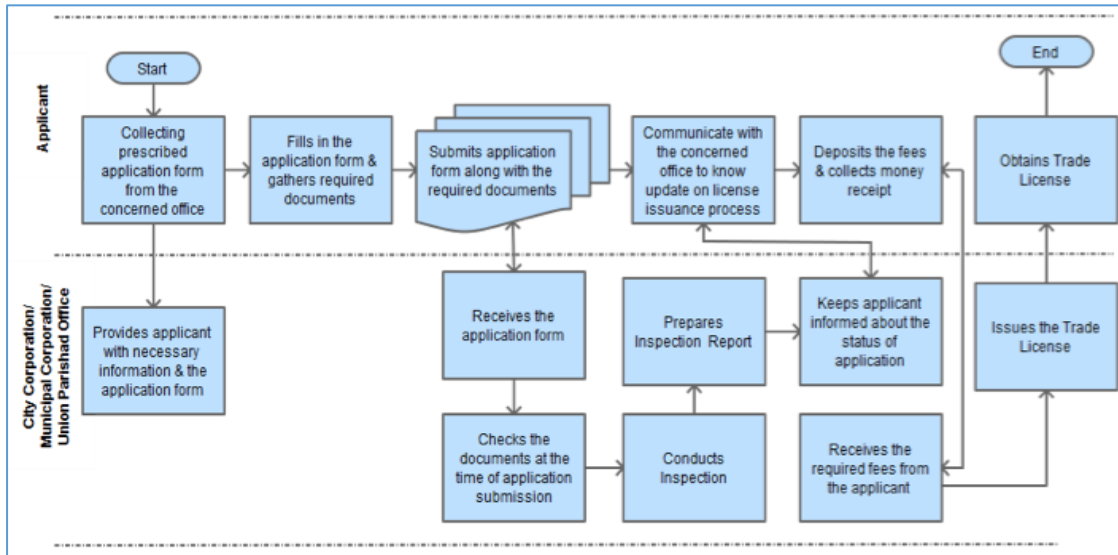 Start
End
Applicant
Collecting
prescribed
application form
from the
concerned office
Fills in the
application form &
gathers required
documents
Submits application
form along with the
required documents
Communicate with
the concerned
office to know
update on license
issuance process
Deposits the fees
& collects money
receipt
Obtains Trade
License
City Corporation/
Municipal Corporation/
Union Parishad Office
Provides applicant
with necessary
information & the
application form
Receives the
application form
Prepares
Inspection Report
Keeps applicant
informed about the
status of
application
Issues the Trade
License
Checks the
documents at the
time of application
submission
Conducts
Inspection
Receives the
required fees from
the applicant